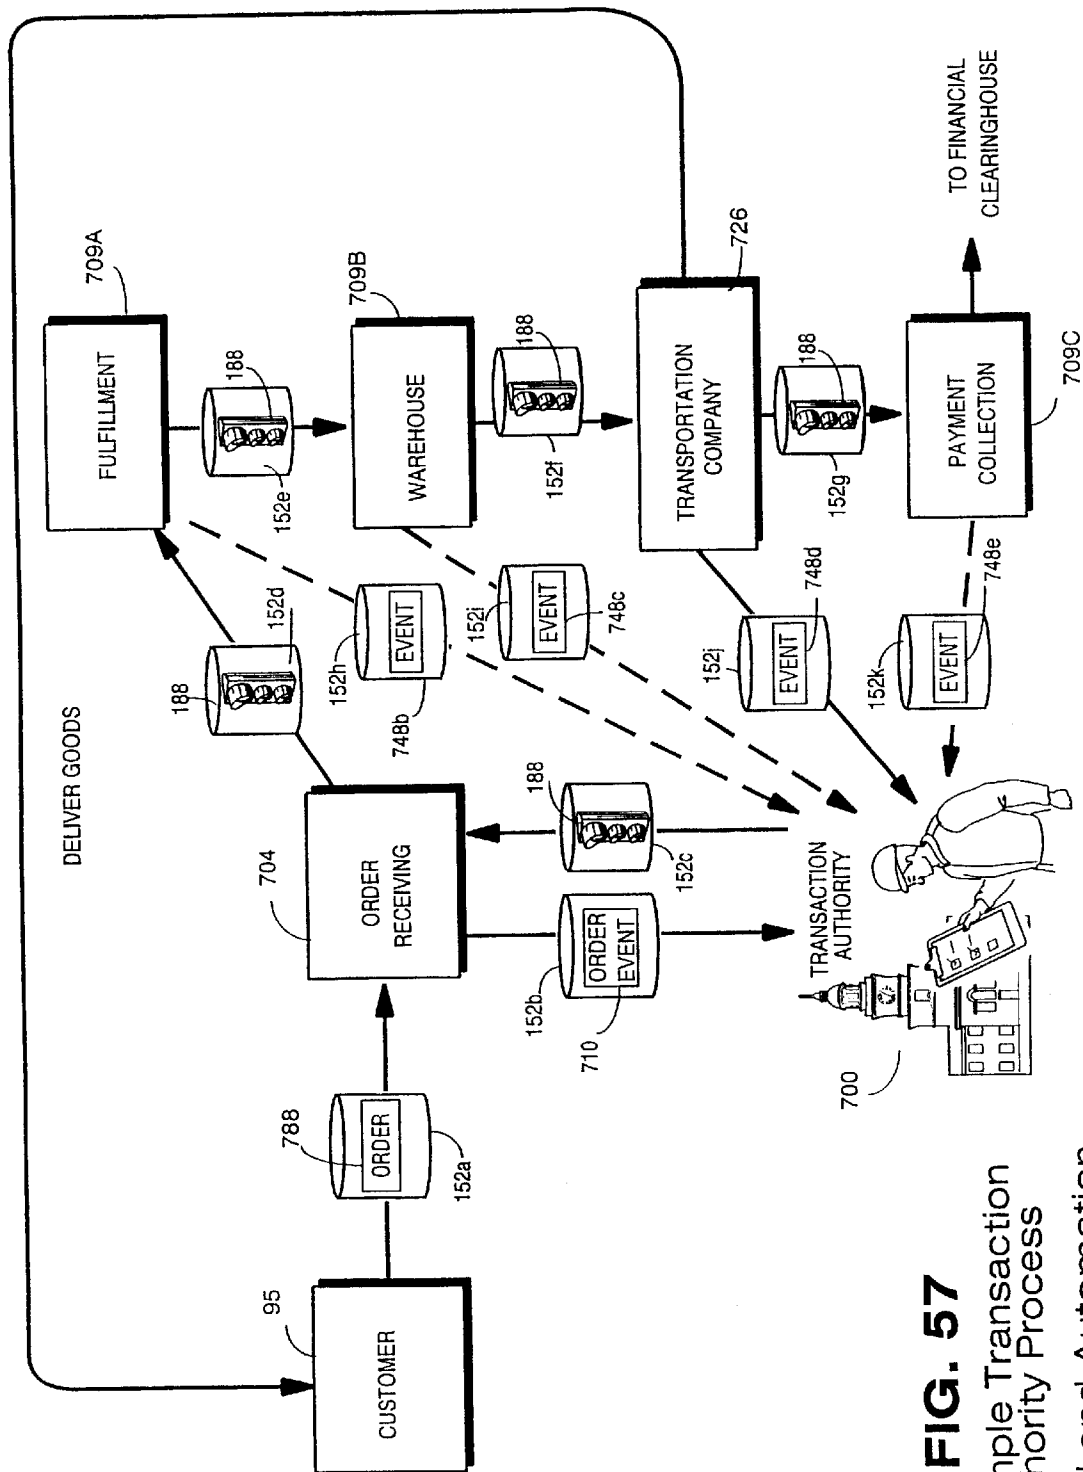 DELIVER GOODS
709A
FULFILLMENT
188
152e
709B
WAREHOUSE
188
152f
726
TRANSPORTATION
COMPANY
188
152g
PAYMENT
COLLECTION
709C
TO FINANCIAL
CLEARINGHOUSE
188
152d
152h
EVENT
748b
152i
EVENT
748c
152j
EVENT
748d
152k
EVENT
748e
704
ORDER
RECEIVING
188
152c
152b
ORDER
EVENT
710
TRANSACTION
AUTHORITY
700
788
ORDER
152a
95
CUSTOMER
FIG. 57
Transaction
Process
Automation